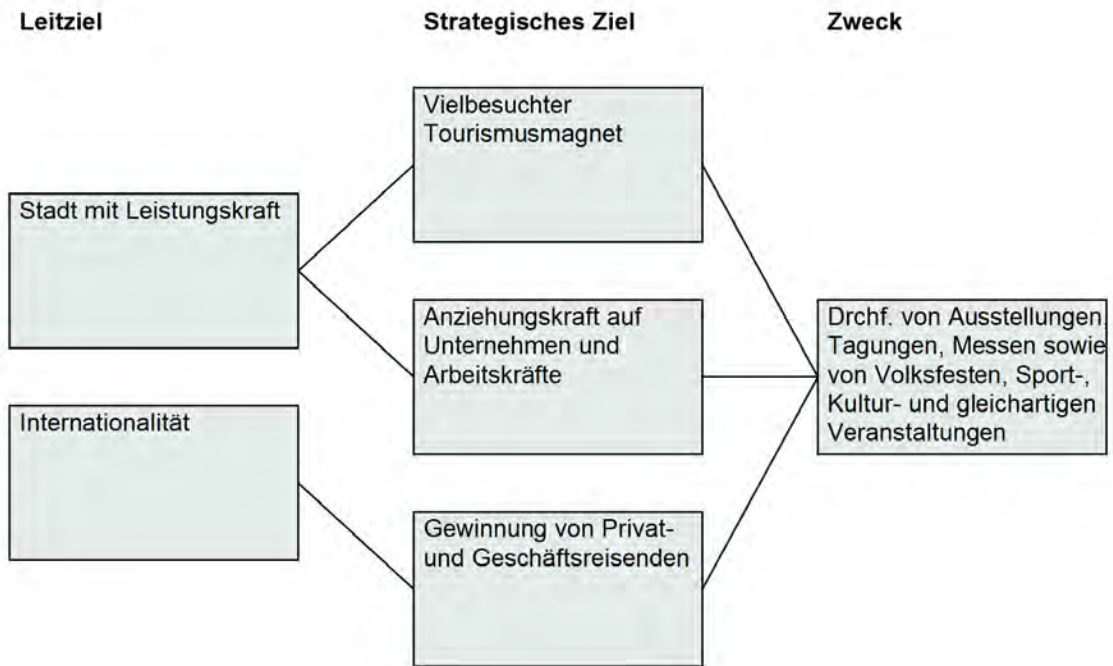 Leitziel
Strategisches Ziel
Zweck
Vielbesuchter
Tourismusmagnet
Stadt mit Leistungskraft
Anziehungskraft auf
Unternehmen und
Arbeitskräfte
Drchf. von Ausstellungen,
Tagungen, Messen sowie
von Volksfesten, Sport-,
Kultur- und gleichartigen
Veranstaltungen
Internationalität
Gewinnung von Privat-
und Geschäftsreisenden